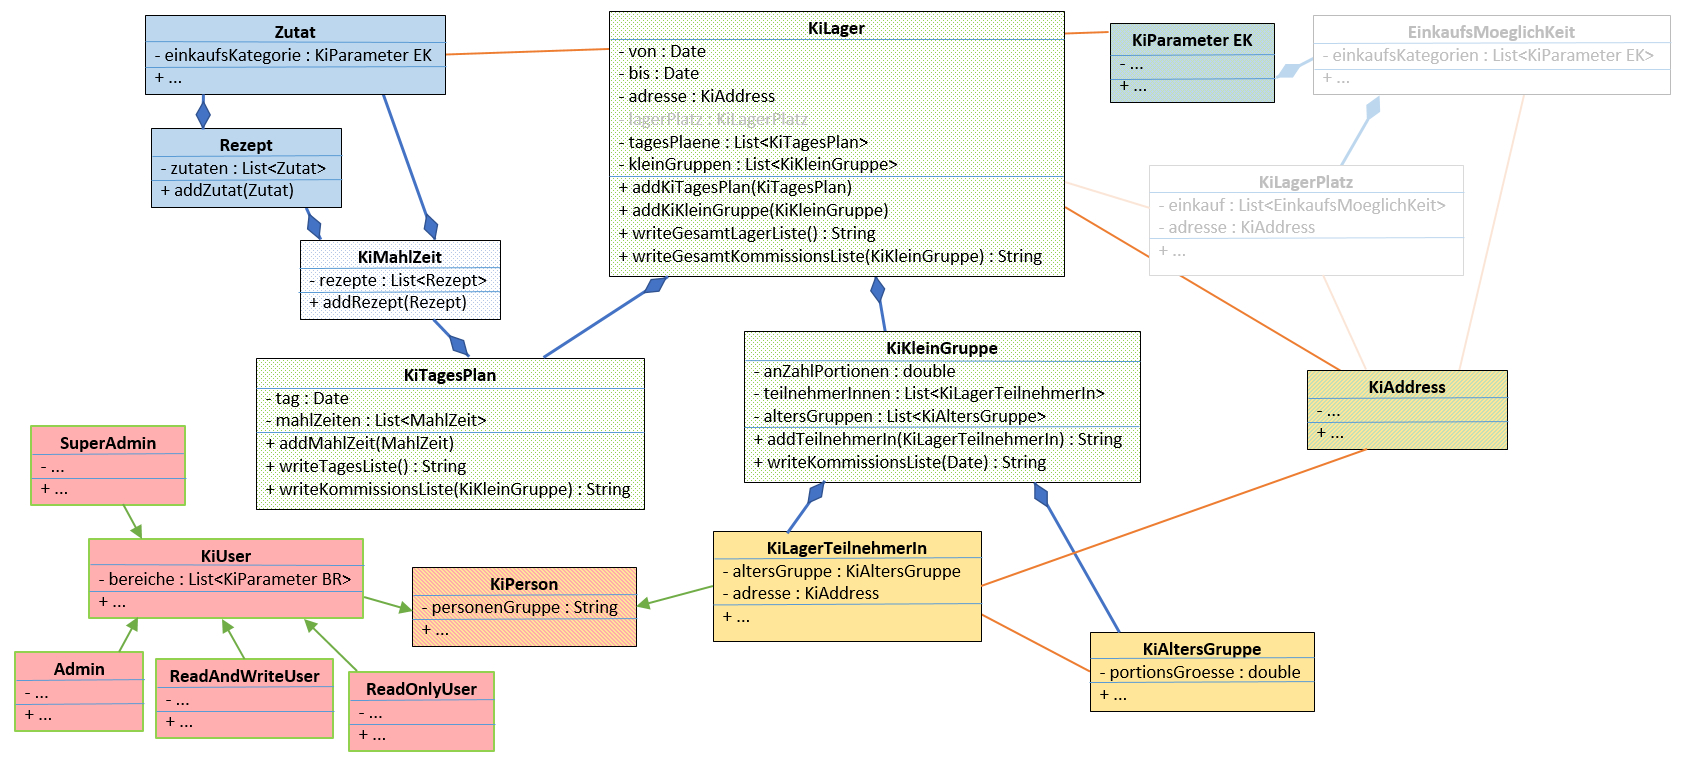 Zutat
- einkaufsKategorie : KiParameter EK
+ ...
Rezept
- zutaten : List<Zutat>
+ addZutat(Zutat)
KiMahlZeit
- rezepte : List<Rezept>
+ addRezept(Rezept)
KiLager
- von : Date
- bis : Date
- adresse : KiAddress
- lagerPlatz : KiLagerPlatz
- tagesPlaene : List<KiTagesPlan>
- kleinGruppen : List<KiKleinGruppe>
+ addKiTagesPlan(KiTagesPlan)
+ addKiKleinGruppe(KiKleinGruppe)
+ writeGesamtLagerListe() : String
+ writeGesamtKommissionsListe(KiKleinGruppe) : String
KiParameter EK
- ...
+ ...
EinkaufsMoeglichKeit
- einkaufsKategorien : List<KiParameter EK>
+ ...
KiLagerPlatz
- einkauf : List<EinkaufsMoeglichKeit>
- adresse : KiAddress
+ ...
KiTagesPlan
- tag : Date
- mahlZeiten : List<MahlZeit>
+ addMahlZeit(MahlZeit)
+ writeTagesListe() : String
+ writeKommissionsListe(KiKleinGruppe) : String
KiKleinGruppe
- anZahlPortionen : double
- teilnehmerInnen : List<KiLagerTeilnehmerIn>
- altersGruppen : List<KiAltersGruppe>
+ addTeilnehmerIn(KiLagerTeilnehmerIn) : String
+ writeKommissionsListe(Date) : String
KiAddress
- ...
+ ...
SuperAdmin
- ...
+ ...
KiUser
- bereiche : List<KiParameter BR>
+ ...
KiPerson
- personenGruppe : String
+ ...
KiLagerTeilnehmerIn
- altersGruppe : KiAltersGruppe
- adresse : KiAddress
+ ...
KiAltersGruppe
- portionsGroesse : double
+ ...
Admin
- ...
+ ...
ReadAndWriteUser
- ...
+ ...
ReadOnlyUser
- ...
+ ...